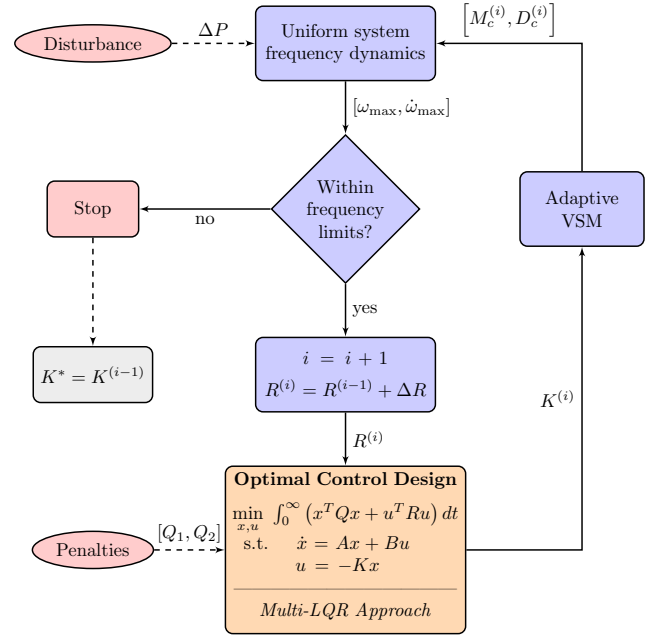 Disturbance
ΔP
Uniform system
frequency dynamics
[M_c^{(i)}, D_c^{(i)}]
[ω_max, ω̇_max]
Within
frequency
limits?
no
Stop
Adaptive
VSM
yes
K* = K^{(i−1)}
i = i + 1
R^{(i)} = R^{(i−1)} + ΔR
K^{(i)}
R^{(i)}
Optimal Control Design
min_{x,u} ∫_0^∞ (x^T Qx + u^T Ru) dt
s.t. ẋ = Ax + Bu
u = −Kx
Penalties
[Q_1, Q_2]
Multi-LQR Approach